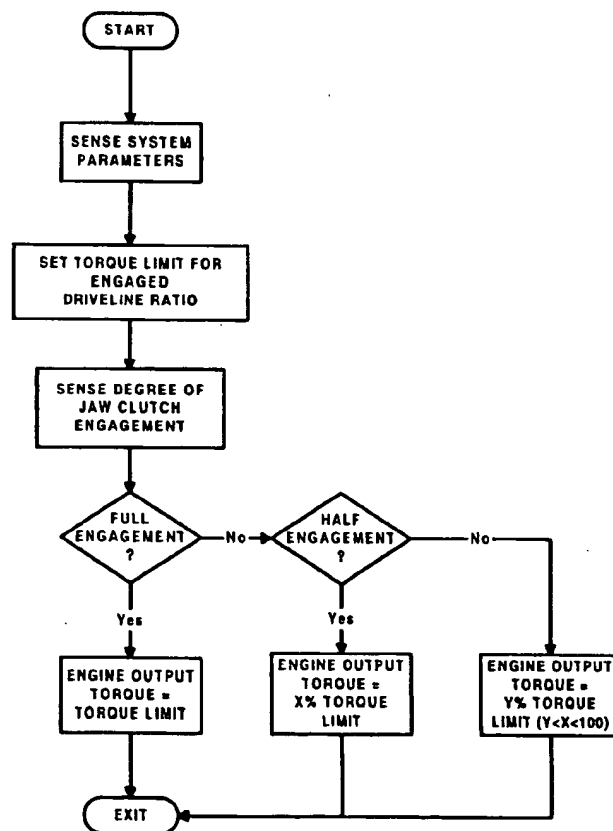 START
SENSE SYSTEM
PARAMETERS
SET TORQUE LIMIT FOR
ENGAGED
DRIVELINE RATIO
SENSE DEGREE OF
JAW CLUTCH
ENGAGEMENT
FULL
ENGAGEMENT
?
No
HALF
ENGAGEMENT
?
No
Yes
Yes
ENGINE OUTPUT
TORQUE =
TORQUE LIMIT
ENGINE OUTPUT
TORQUE =
X% TORQUE
LIMIT
ENGINE OUTPUT
TORQUE =
Y% TORQUE
LIMIT (Y<X<100)
EXIT